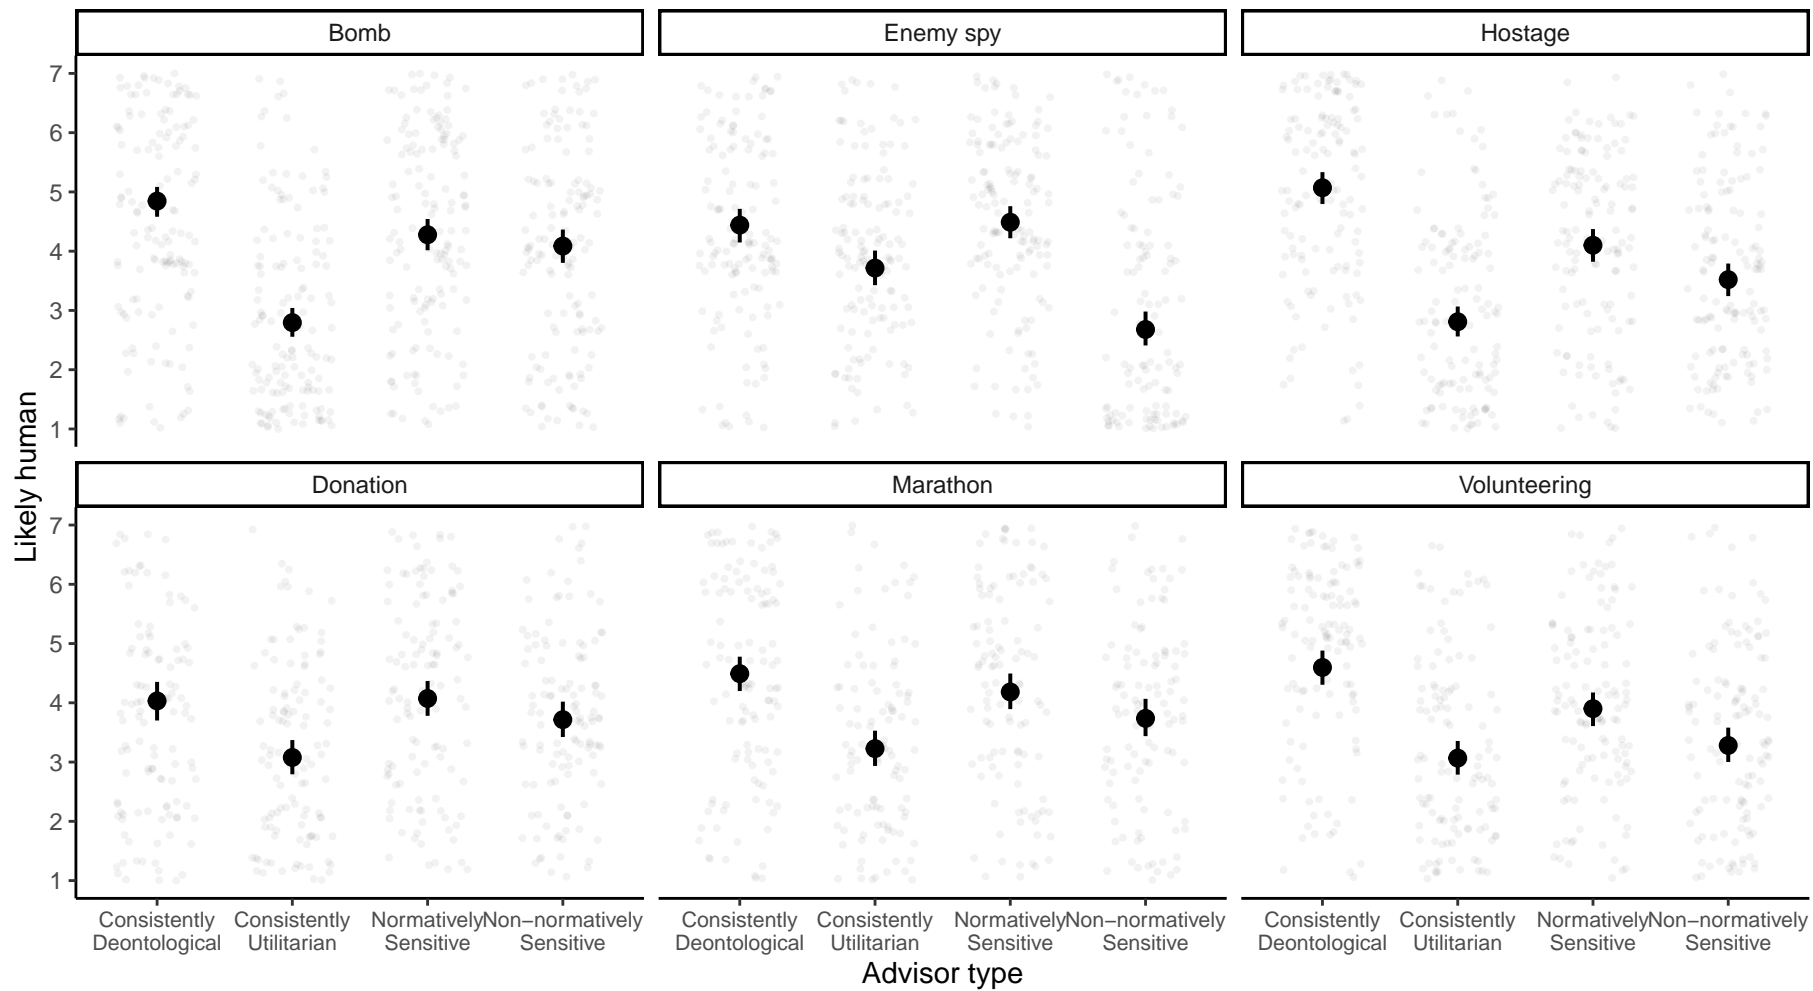 Bomb
Enemy spy
Hostage
7
6
5
4
3
2
1
Donation
Marathon
Volunteering
7
6
5
4
3
2
1
Likely human
Consistently Deontological
Consistently Utilitarian
Normatively Sensitive
Non−normatively Sensitive
Consistently Deontological
Consistently Utilitarian
Normatively Sensitive
Non−normatively Sensitive
Consistently Deontological
Consistently Utilitarian
Normatively Sensitive
Non−normatively Sensitive
Advisor type